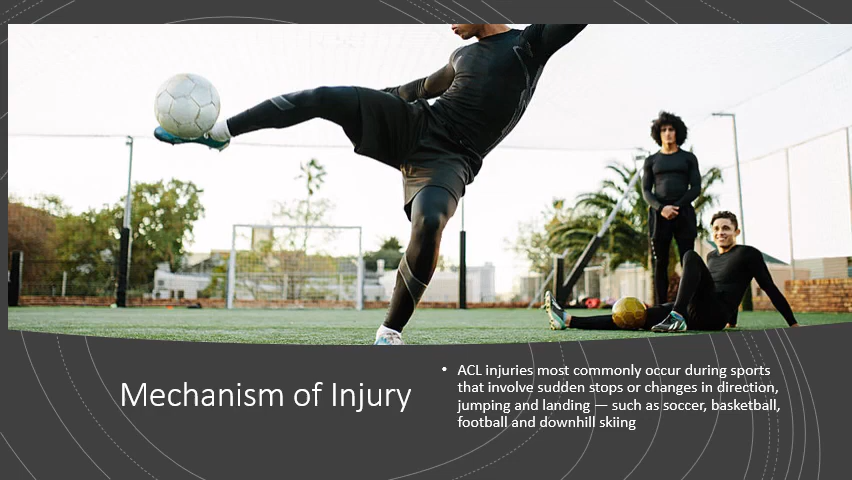 Mechanism of Injury
• ACL injuries most commonly occur during sports
that involve sudden stops or changes in direction,
jumping and landing — such as soccer, basketball,
football and downhill skiing